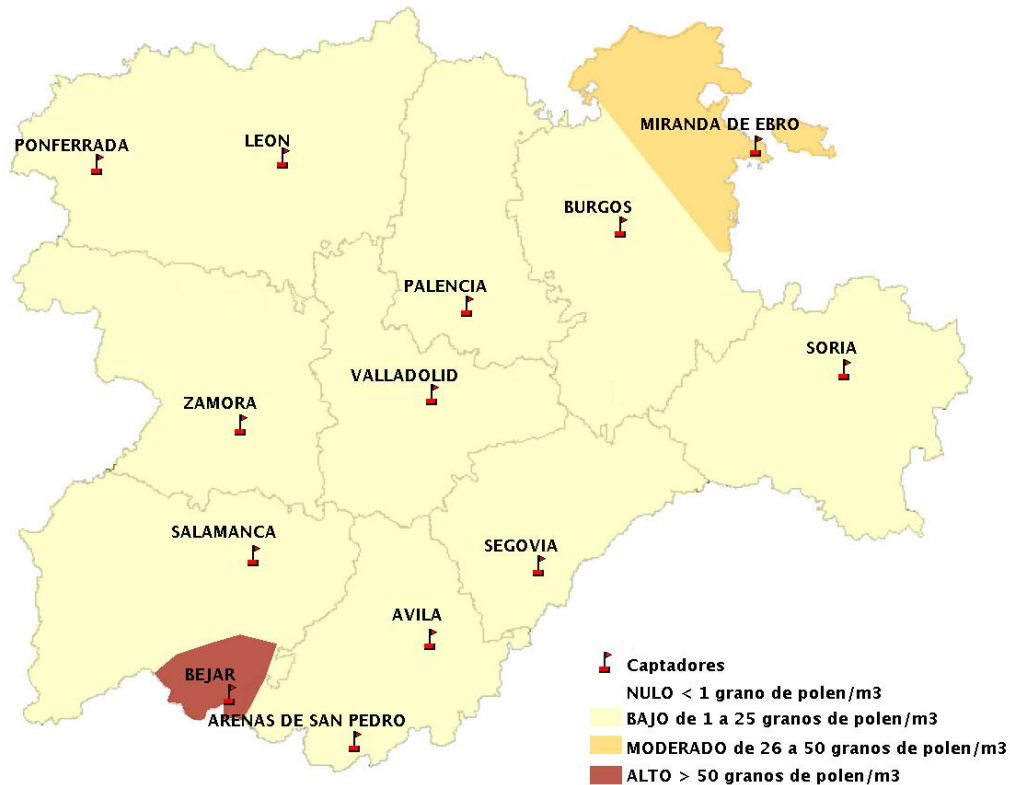 MIRANDA DE EBRO
PONFERRADA
LEON
BURGOS
PALENCIA
SORIA
VALLADOLID
ZAMORA
SALAMANCA
SEGOVIA
AVILA
BEJAR
ARENAS DE SAN PEDRO
Captadores
NULO < 1 grano de polen/m3
BAJO de 1 a 25 granos de polen/m3
MODERADO de 26 a 50 granos de polen/m3
ALTO > 50 granos de polen/m3